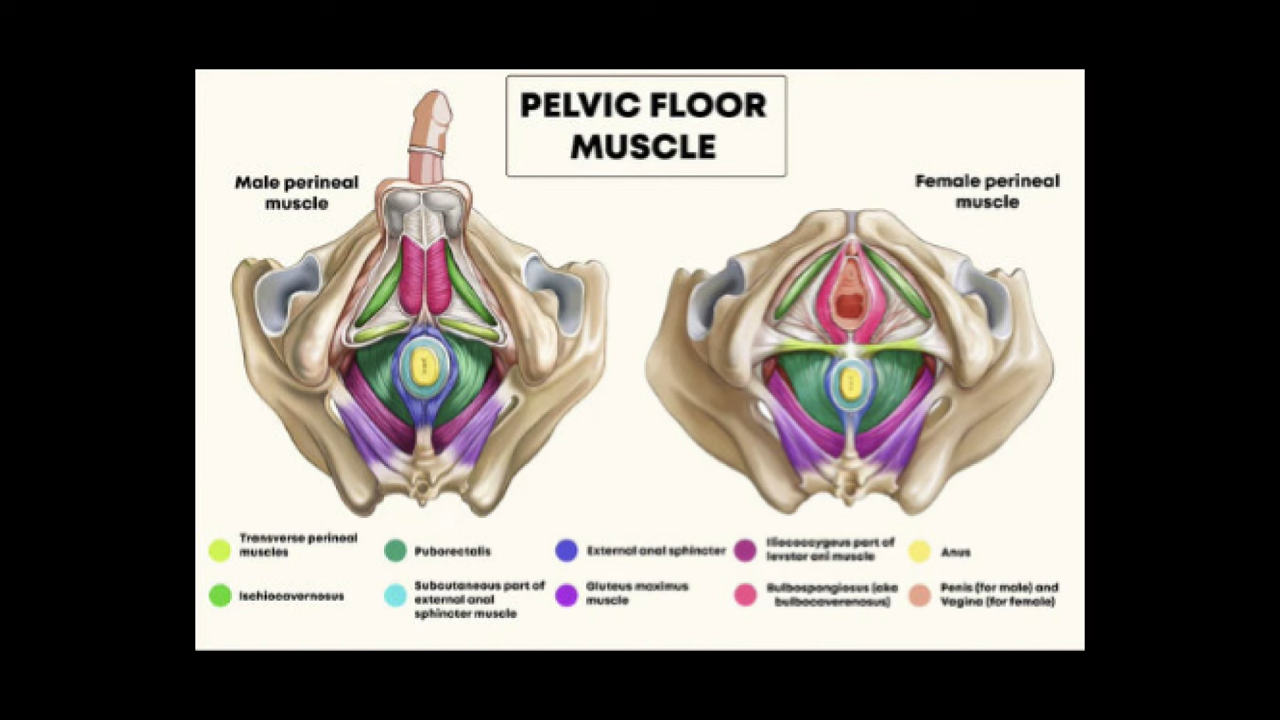 PELVIC FLOOR
MUSCLE
Male perineal
muscle
Female perineal
muscle
Transverse perineal
muscles
Puborectalis
External anal sphincter
Iliococcygeus part of
levator ani muscle
Anus
Ischiocavernosus
Subcutaneous part of
external anal
sphincter muscle
Gluteus maximus
muscle
Bulbospongiosus (aka
bulbocaverenosus)
Penis (for male) and
Vagina (for female)